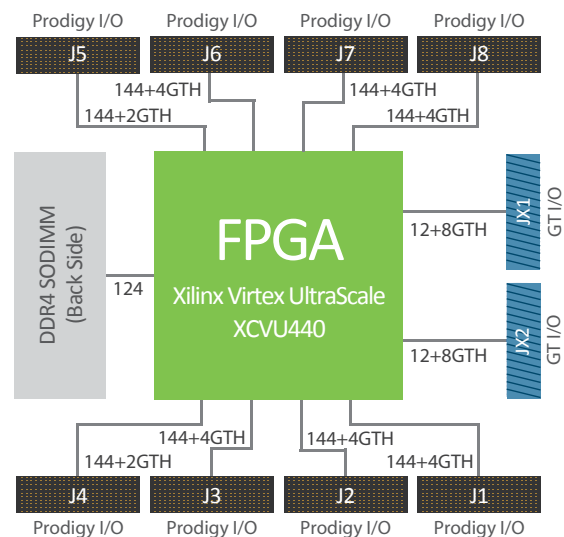 Prodigy I/O Prodigy I/O Prodigy I/O Prodigy I/O
J5 J6 J7 J8
144+4GTH 144+4GTH
144+2GTH 144+4GTH
DDR4 SODIMM
(Back Side)
124
FPGA
Xilinx Virtex UltraScale
XCVU440
JX1
GT I/O
12+8GTH
JX2
GT I/O
12+8GTH
144+4GTH 144+4GTH
144+2GTH 144+4GTH
J4 J3 J2 J1
Prodigy I/O Prodigy I/O Prodigy I/O Prodigy I/O